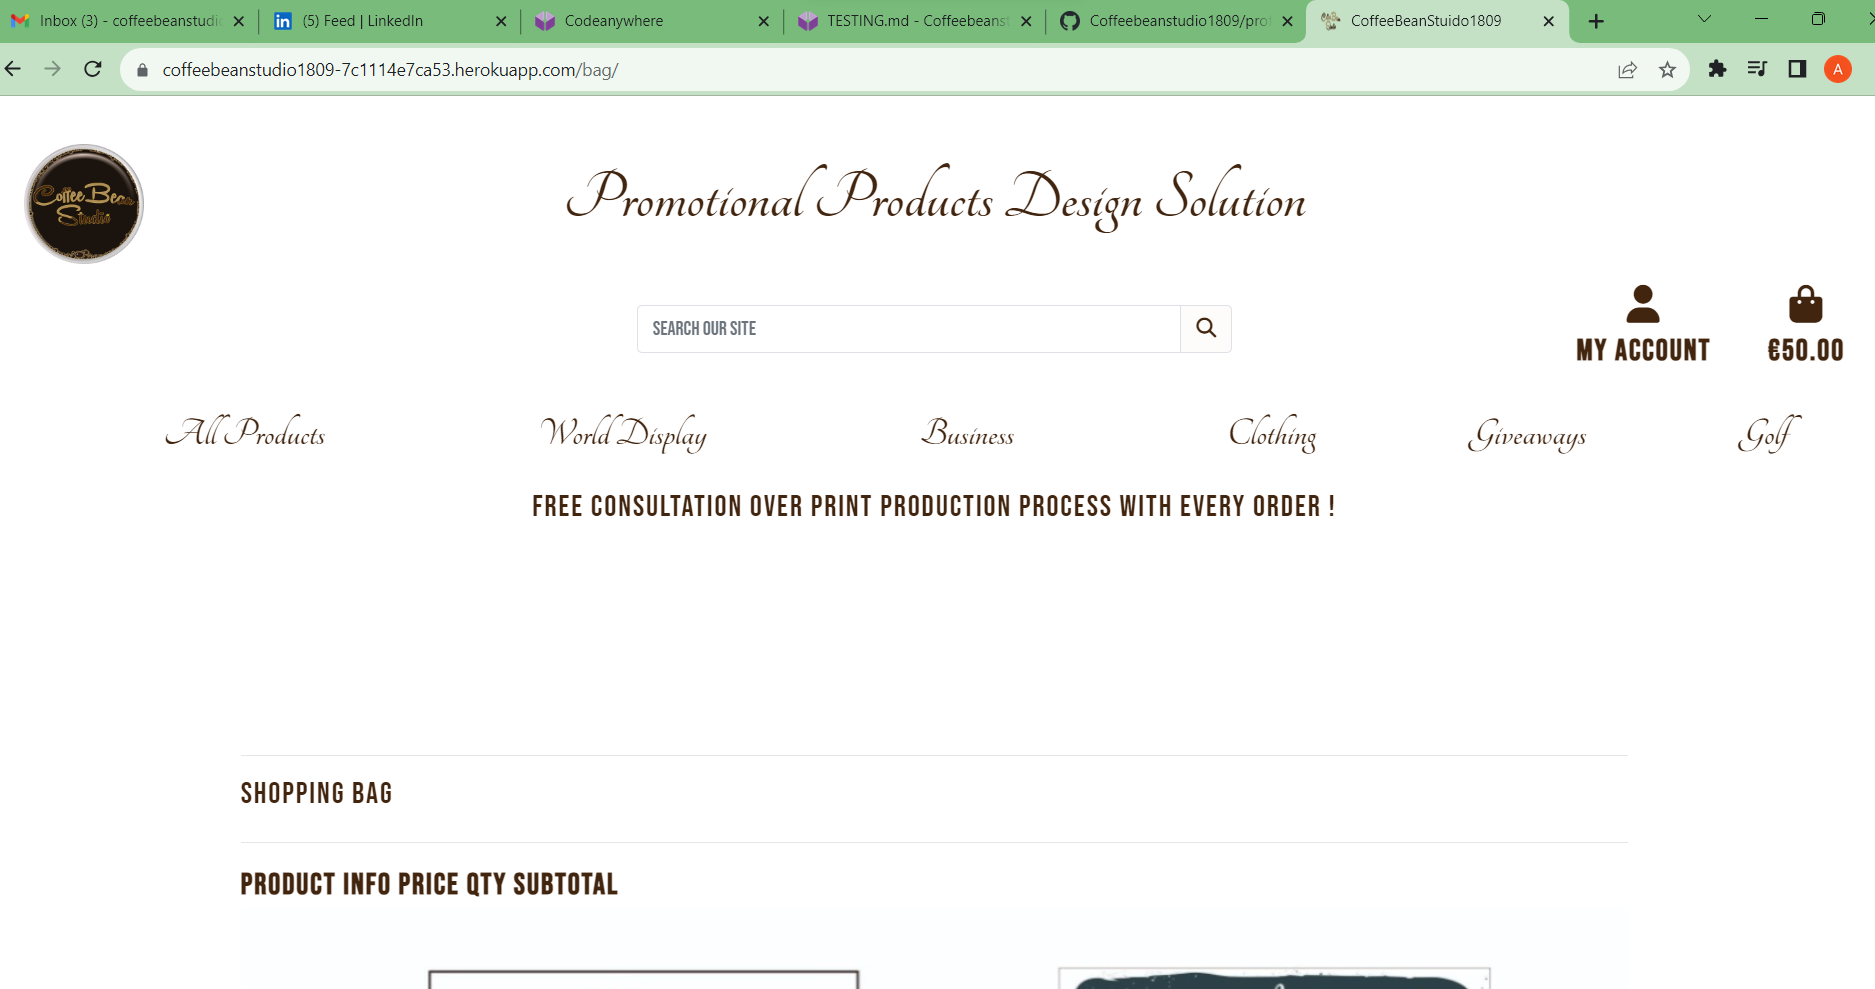 Inbox (3) - coffeebeanstudi
(5) Feed | LinkedIn
Codeanywhere
TESTING.md - Coffeebeanst
Coffeebeanstudio1809/pro
CoffeeBeanStuido1809
coffeebeanstudio1809-7c1114e7ca53.herokuapp.com/bag/
A
Coffee Bean
Studio
Promotional Products Design Solution
SEARCH OUR SITE
MY ACCOUNT
€50.00
All Products
World Display
Business
Clothing
Giveaways
Golf
FREE CONSULTATION OVER PRINT PRODUCTION PROCESS WITH EVERY ORDER !
SHOPPING BAG
PRODUCT INFO PRICE QTY SUBTOTAL